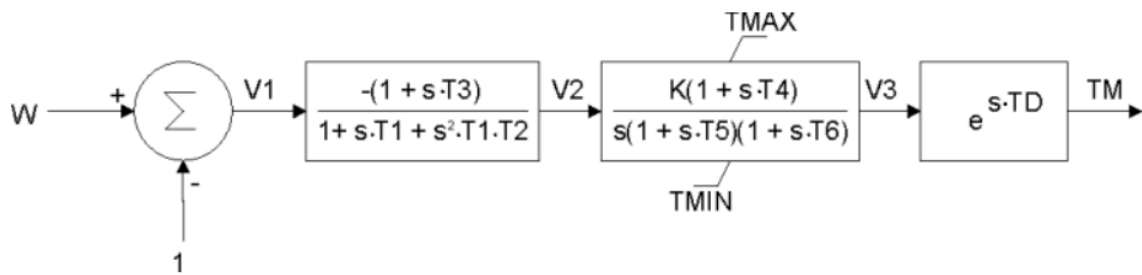 TMAX
W
+
Σ
V1
-(1 + s·T3)
1+ s·T1 + s²·T1·T2
V2
K(1 + s·T4)
s(1 + s·T5)(1 + s·T6)
V3
e^s·TD
TM
-
TMIN
1